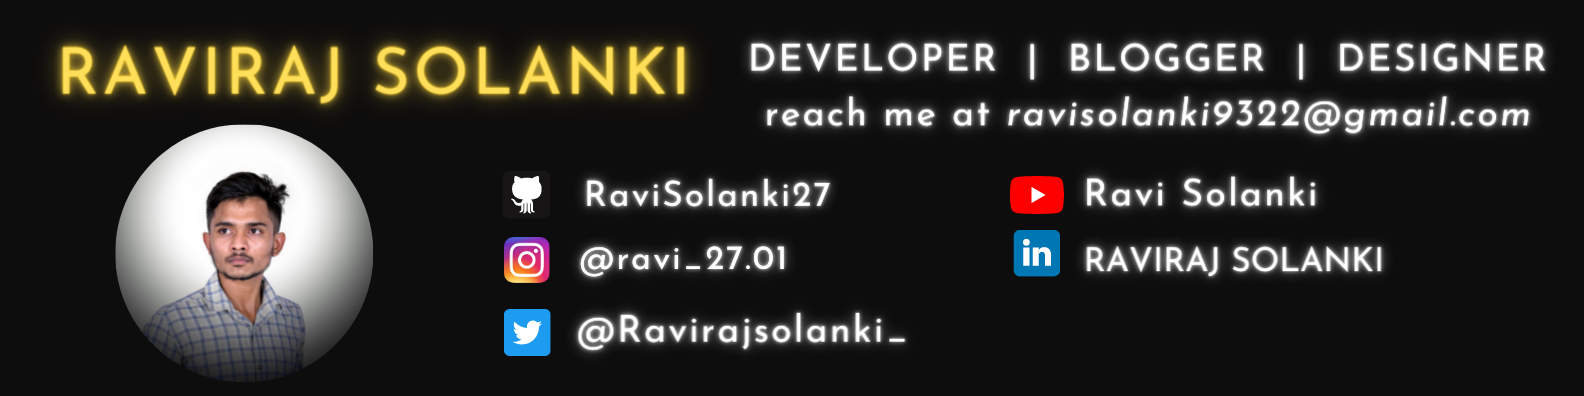 RAVIRAJ SOLANKI
DEVELOPER | BLOGGER | DESIGNER
reach me at ravisolanki9322@gmail.com
RaviSolanki27
Ravi Solanki
@ravi_27.01
in RAVIRAJ SOLANKI
@Ravirajsolanki_